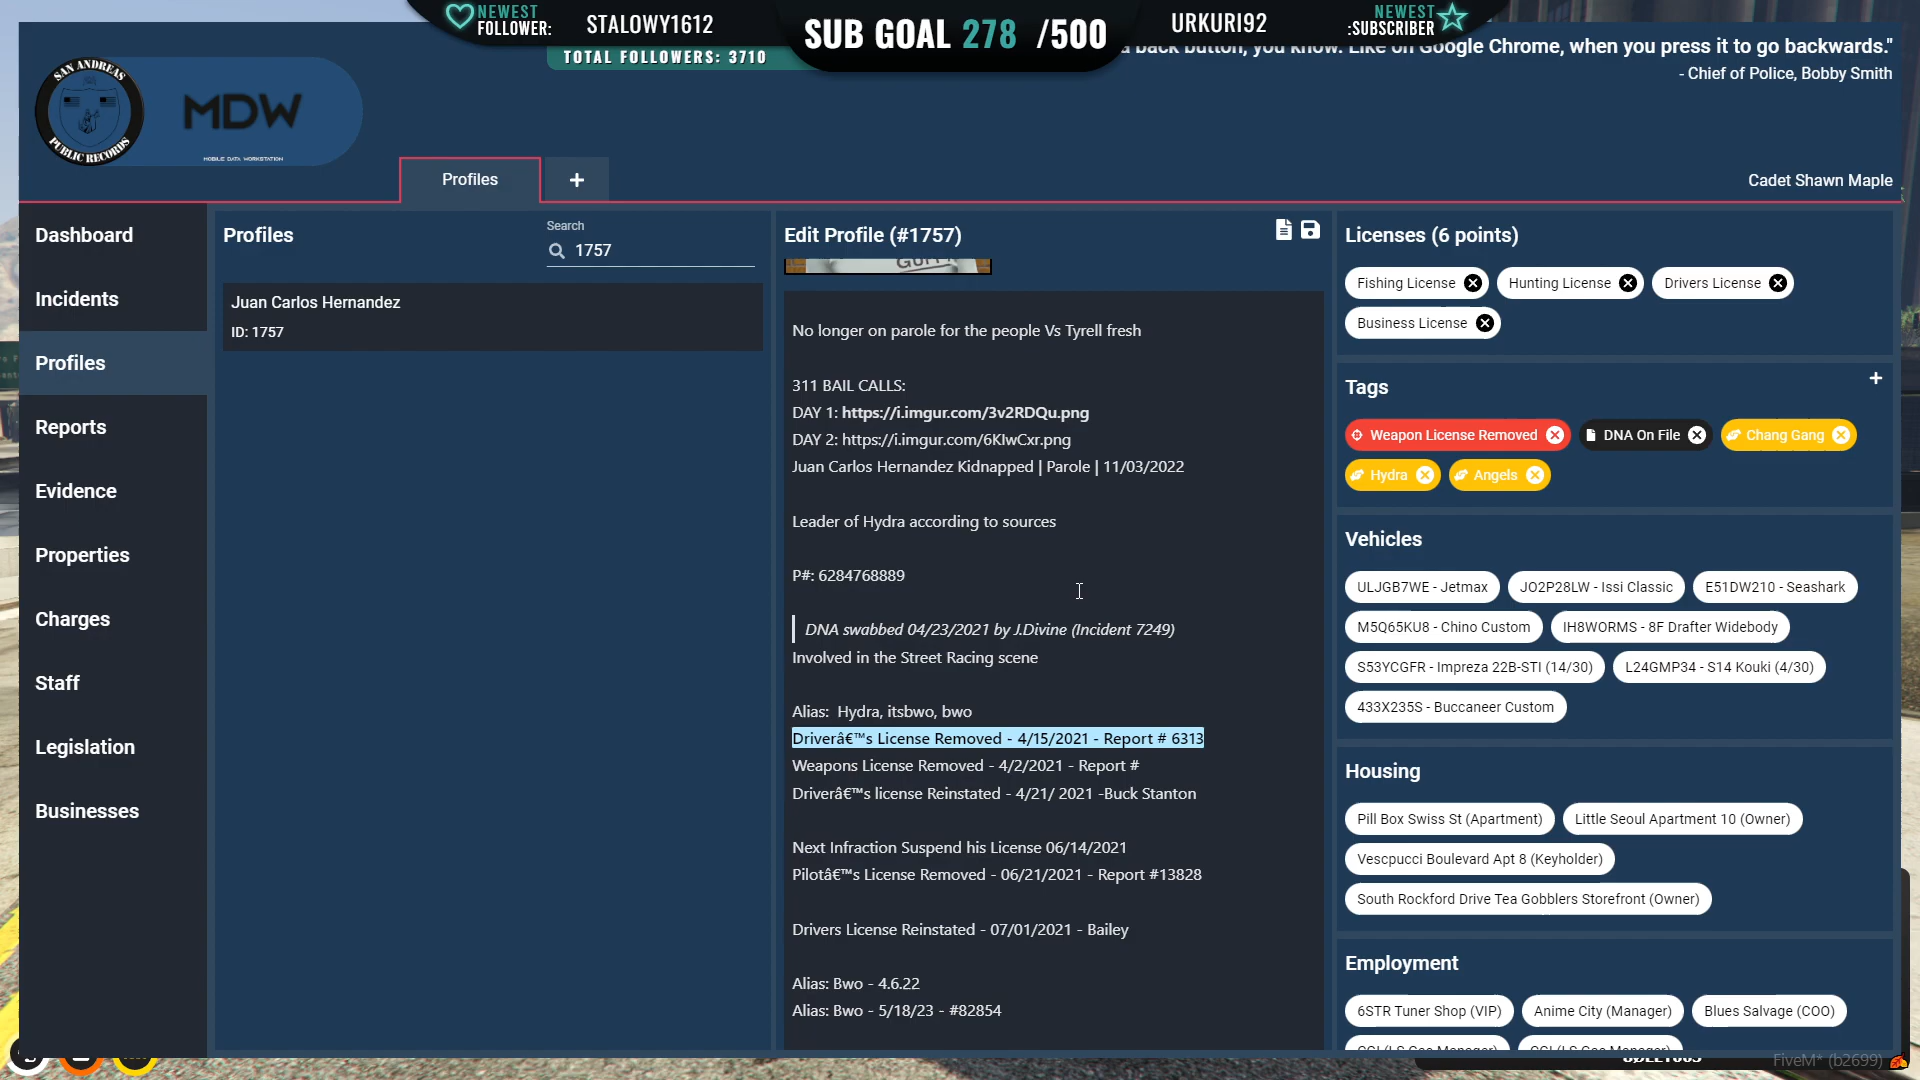 NEWEST
FOLLOWER:
STALOWY1612
SUB GOAL 278 /500
URKURI92
NEWEST
:SUBSCRIBER
TOTAL FOLLOWERS: 3710
a back button, you know. Like on Google Chrome, when you press it to go backwards."
- Chief of Police, Bobby Smith
SAN ANDREAS
PUBLIC RECORDS
MDW
MOBILE DATA WORKSTATION
Profiles
+
Cadet Shawn Maple
Dashboard
Incidents
Profiles
Reports
Evidence
Properties
Charges
Staff
Legislation
Businesses
Profiles
Search
1757
Juan Carlos Hernandez
ID: 1757
Edit Profile (#1757)
No longer on parole for the people Vs Tyrell fresh
311 BAIL CALLS:
DAY 1: https://i.imgur.com/3v2RDQu.png
DAY 2: https://i.imgur.com/6KIwCxr.png
Juan Carlos Hernandez Kidnapped | Parole | 11/03/2022
Leader of Hydra according to sources
P#: 6284768889
DNA swabbed 04/23/2021 by J.Divine (Incident 7249)
Involved in the Street Racing scene
Alias:  Hydra, itsbwo, bwo
Driverâ€™s License Removed - 4/15/2021 - Report # 6313
Weapons License Removed - 4/2/2021 - Report #
Driverâ€™s license Reinstated - 4/21/ 2021 -Buck Stanton
Next Infraction Suspend his License 06/14/2021
Pilotâ€™s License Removed - 06/21/2021 - Report #13828
Drivers License Reinstated - 07/01/2021 - Bailey
Alias: Bwo - 4.6.22
Alias: Bwo - 5/18/23 - #82854
Licenses (6 points)
Fishing License
Hunting License
Drivers License
Business License
Tags
+
Weapon License Removed
DNA On File
Chang Gang
Hydra
Angels
Vehicles
ULJGB7WE - Jetmax
JO2P28LW - Issi Classic
E51DW210 - Seashark
M5Q65KU8 - Chino Custom
IH8WORMS - 8F Drafter Widebody
S53YCGFR - Impreza 22B-STI (14/30)
L24GMP34 - S14 Kouki (4/30)
433X235S - Buccaneer Custom
Housing
Pill Box Swiss St (Apartment)
Little Seoul Apartment 10 (Owner)
Vescpucci Boulevard Apt 8 (Keyholder)
South Rockford Drive Tea Gobblers Storefront (Owner)
Employment
6STR Tuner Shop (VIP)
Anime City (Manager)
Blues Salvage (COO)
FiveM* (b2699)